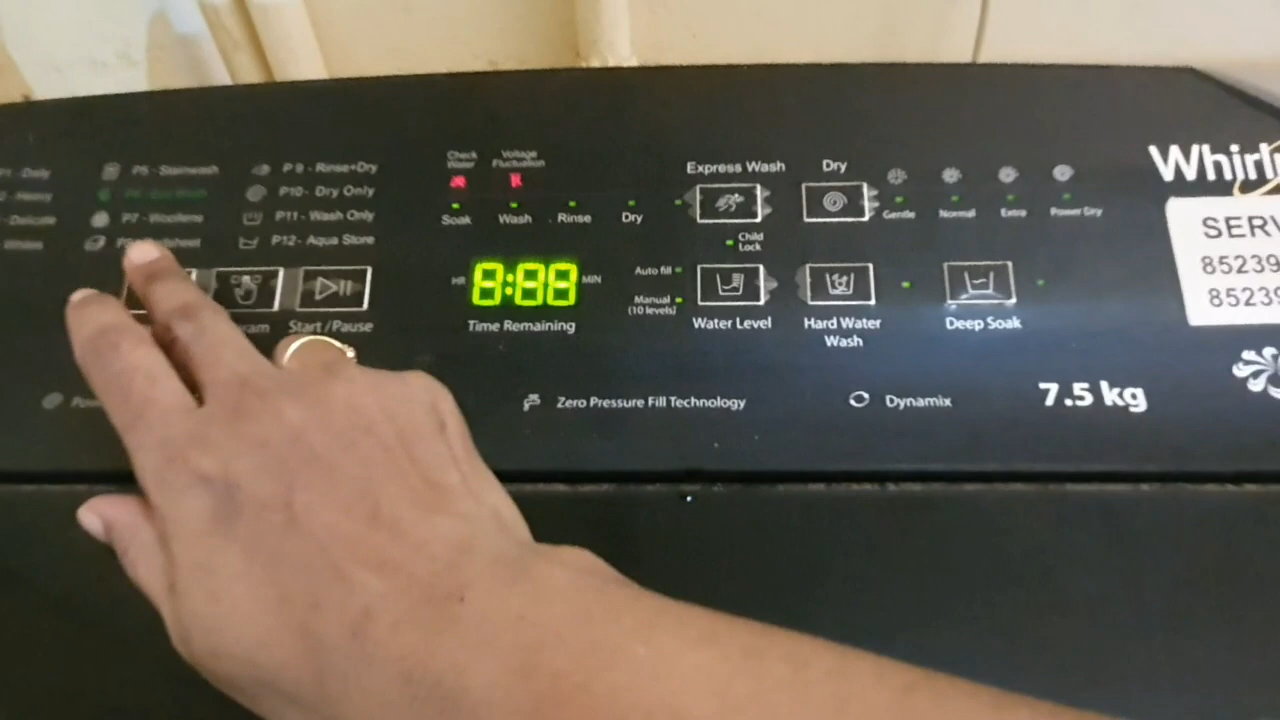 P1 - Daily
P5 - Stainwash
P 9 - Rinse+Dry
Heavy
P6 - Eco Wash
P10- Dry Only
- Delicate
P7 - Woollens
P11 - Wash Only
Whites
P12- Aqua Store
Start /Pause
Check
Water
Voltage
Fluctuation
Soak
Wash
Rinse
Dry
HR
8:88
MIN
Time Remaining
Express Wash
Dry
Gentle
Normal
Extra
Power Dry
Child
Lock
Auto fill
Manual
(10 levels)
Water Level
Hard Water
Wash
Deep Soak
Zero Pressure Fill Technology
Dynamix
7.5 kg
Whirl
SERV
85239
85239